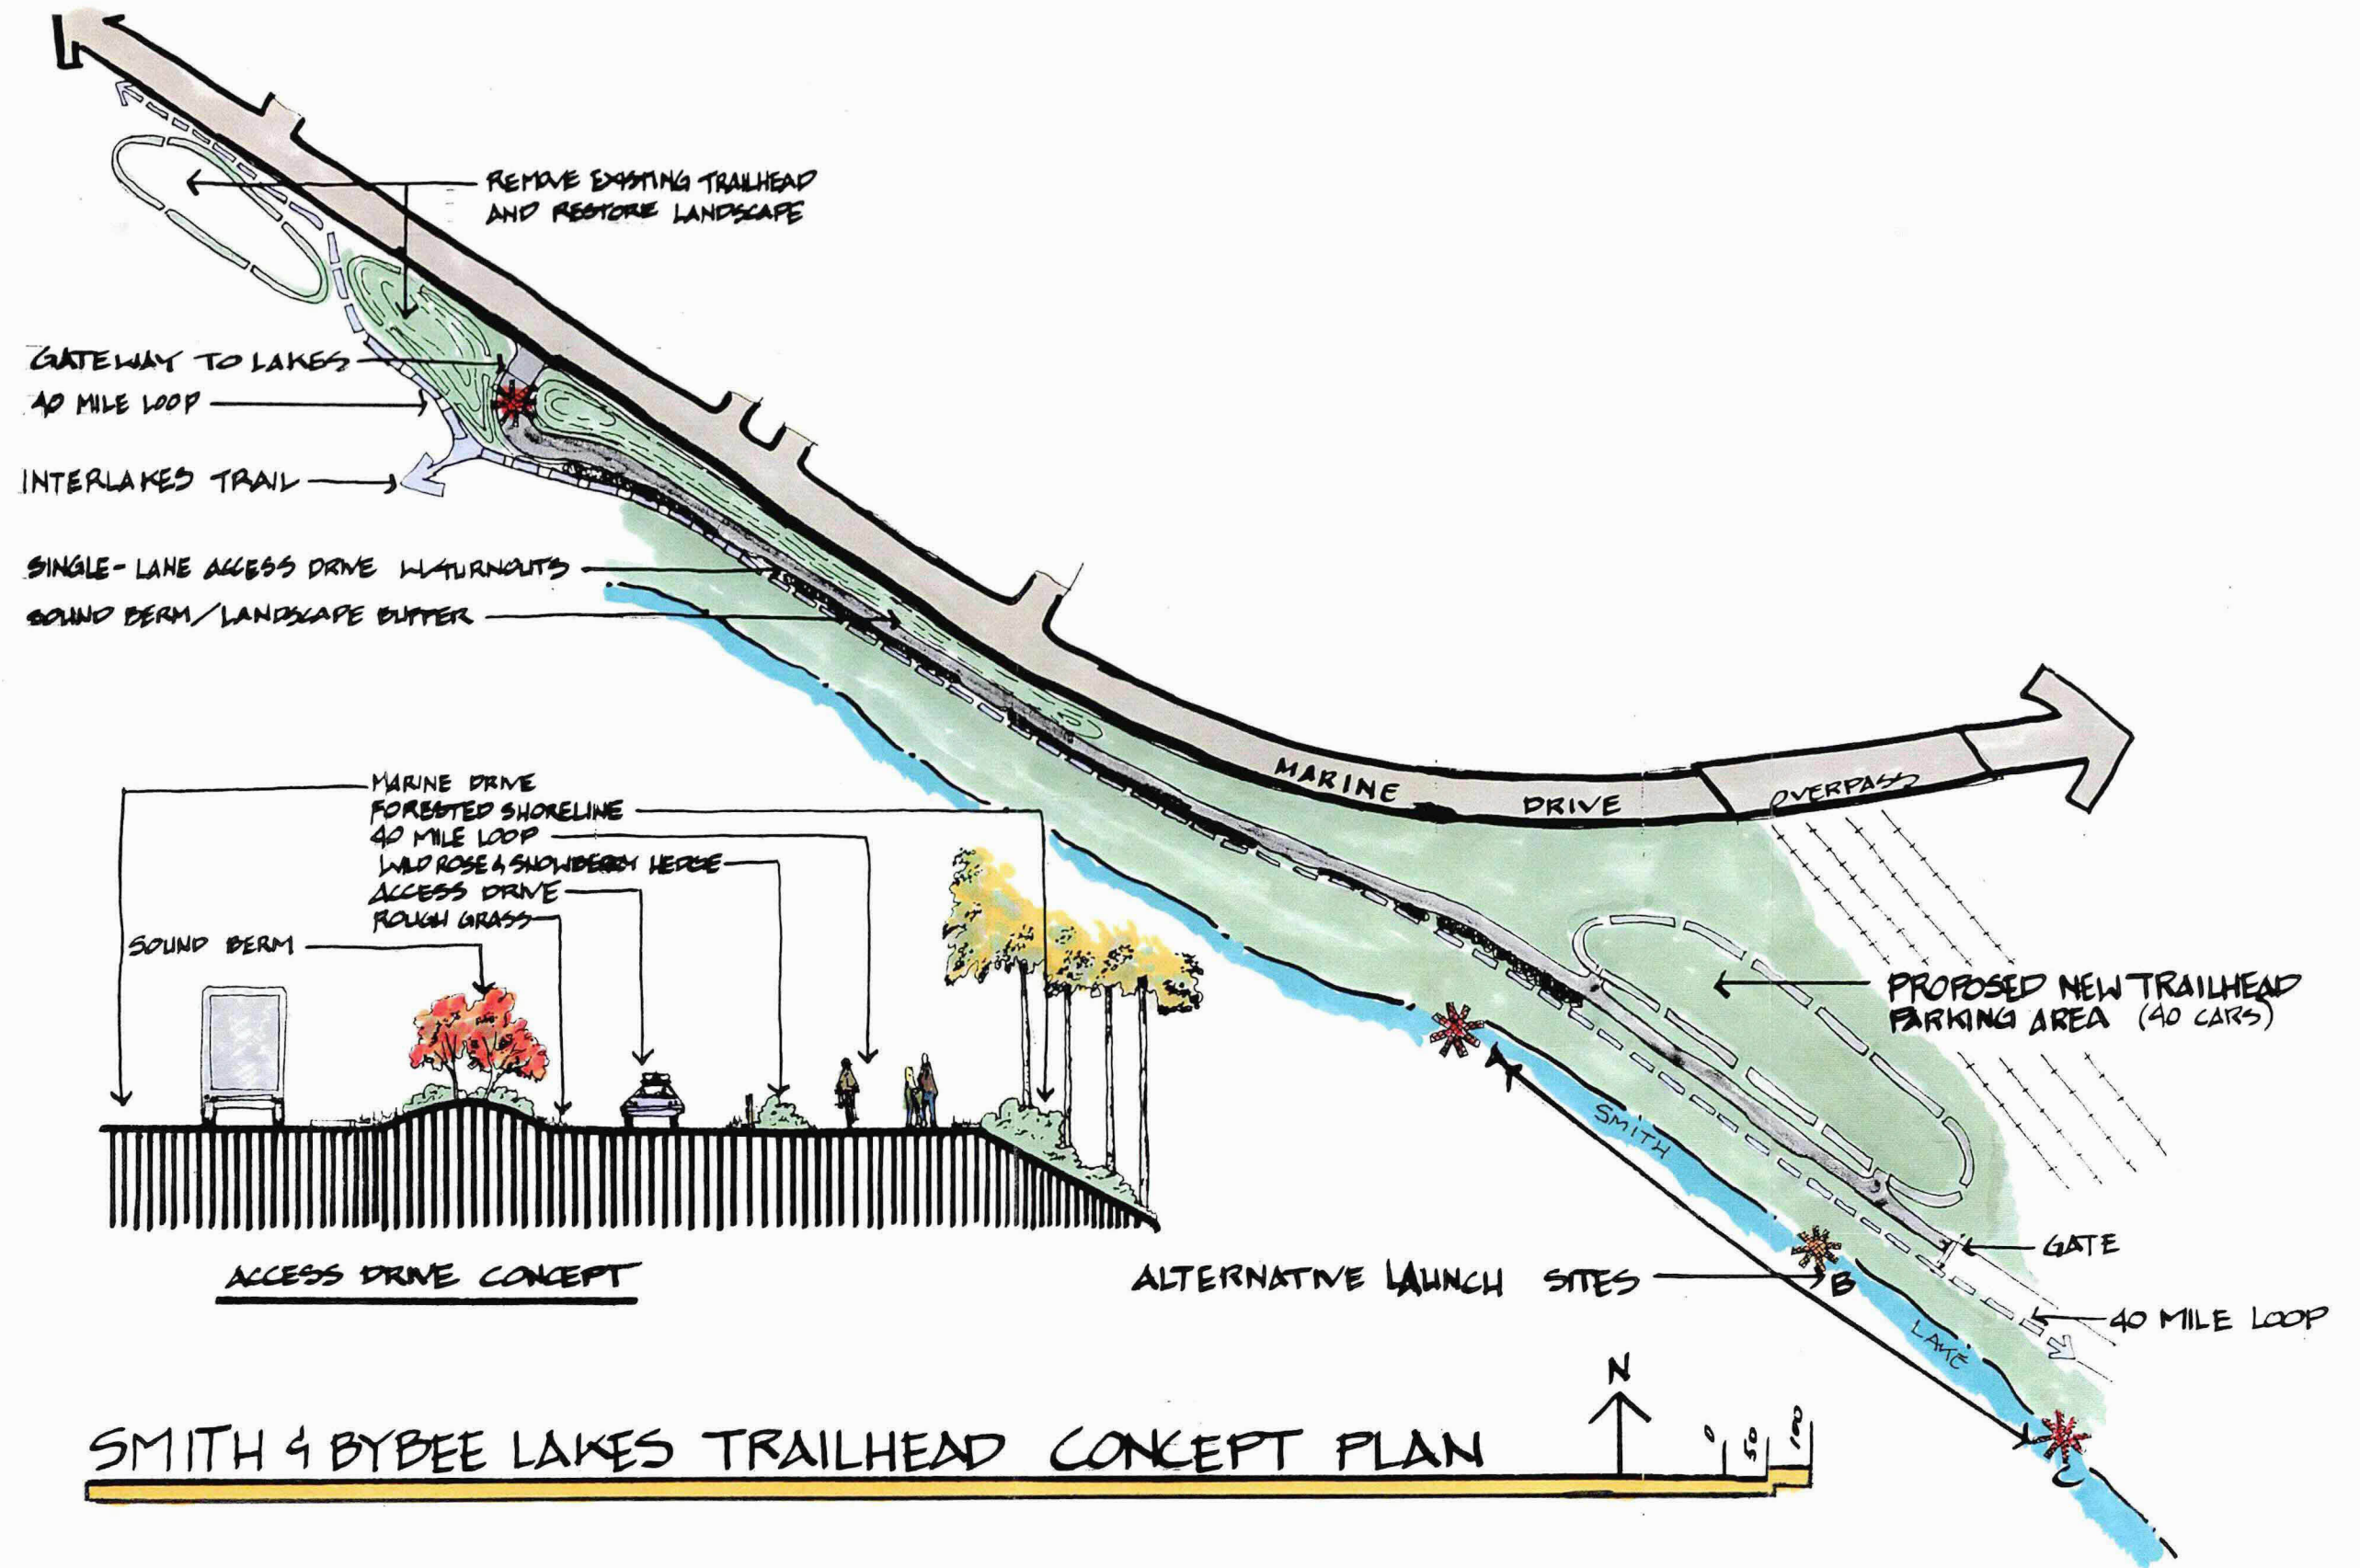 REMOVE EXISTING TRAILHEAD
AND RESTORE LANDSCAPE
GATEWAY TO LAKES
40 MILE LOOP
INTERLAKES TRAIL
SINGLE-LANE ACCESS DRIVE W/TURNOUTS
SOUND BERM/LANDSCAPE BUFFER
MARINE DRIVE
OVERPASS
MARINE DRIVE
FORESTED SHORELINE
40 MILE LOOP
WILD ROSE & SNOWBERRY HEDGE
ACCESS DRIVE
ROUGH GRASS
SOUND BERM
PROPOSED NEW TRAILHEAD
PARKING AREA (40 CARS)
A
SMITH
GATE
ACCESS DRIVE CONCEPT
ALTERNATIVE LAUNCH SITES
B
40 MILE LOOP
LAKE
C
SMITH & BYBEE LAKES TRAILHEAD CONCEPT PLAN
N
0 50 100